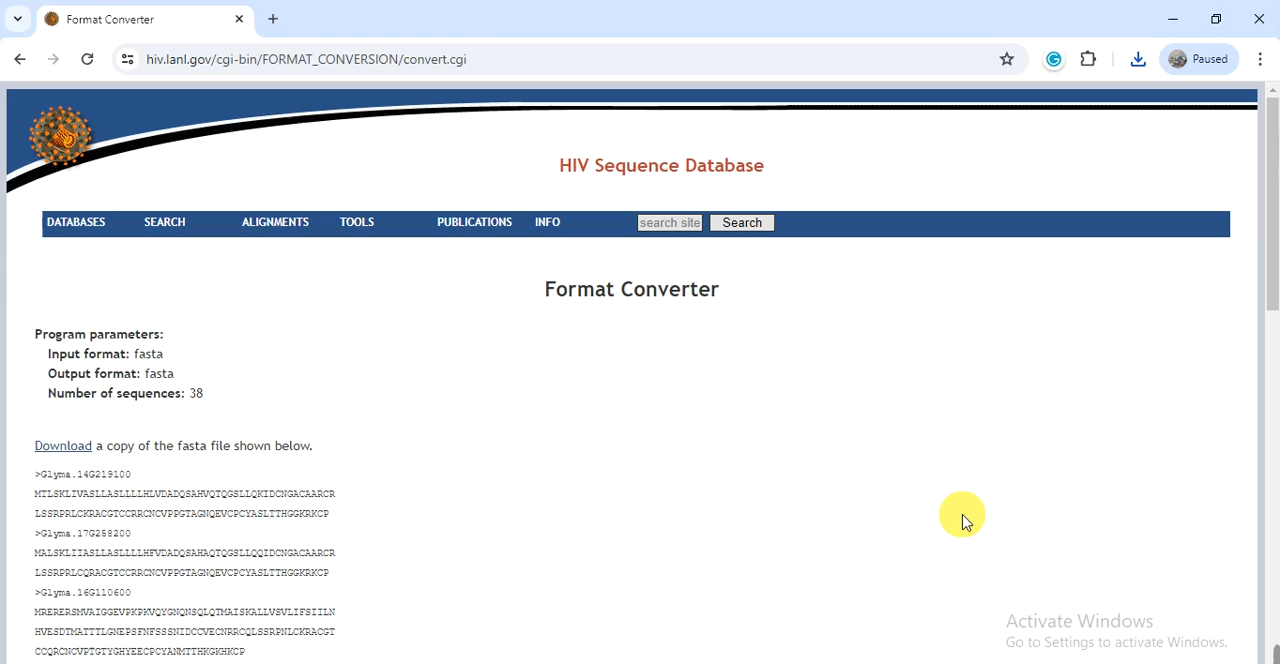 Format Converter
hiv.lanl.gov/cgi-bin/FORMAT_CONVERSION/convert.cgi
Paused
HIV Sequence Database
DATABASES SEARCH ALIGNMENTS TOOLS PUBLICATIONS INFO search site Search
Format Converter
Program parameters:
Input format: fasta
Output format: fasta
Number of sequences: 38
Download a copy of the fasta file shown below.
>Glyma.14G219100
MTLSKLIVASLLASLLLLHLVDADQSAHVQTQGSLLQKIDCNGACAARCR
LSSRPRLCKRACGTCCRRCNCVPPGTAGNQEVCPCYASLTTHGGKRKCP
>Glyma.17G258200
MALSKLIIASLLASLLLLHFVDADQSAHAQTQGSLLQQIDCNGACAARCR
LSSRPRLCQRACGTCCRRCNCVPPGTAGNQEVCPCYASLTTHGGKRKCP
>Glyma.16G110600
MRERERSMVAIGGEVPKPKVQYGNQNSQLQTMAISKALLVSVLIFSIILN
HVESDTMATTTLGNEPSFNFSSSNIDCCVECNRRCQLSSRPNLCKRACGT
CCQRCNCVPTGTYGHYEECPCYANMTTHKGKHKCP
Activate Windows
Go to Settings to activate Windows.